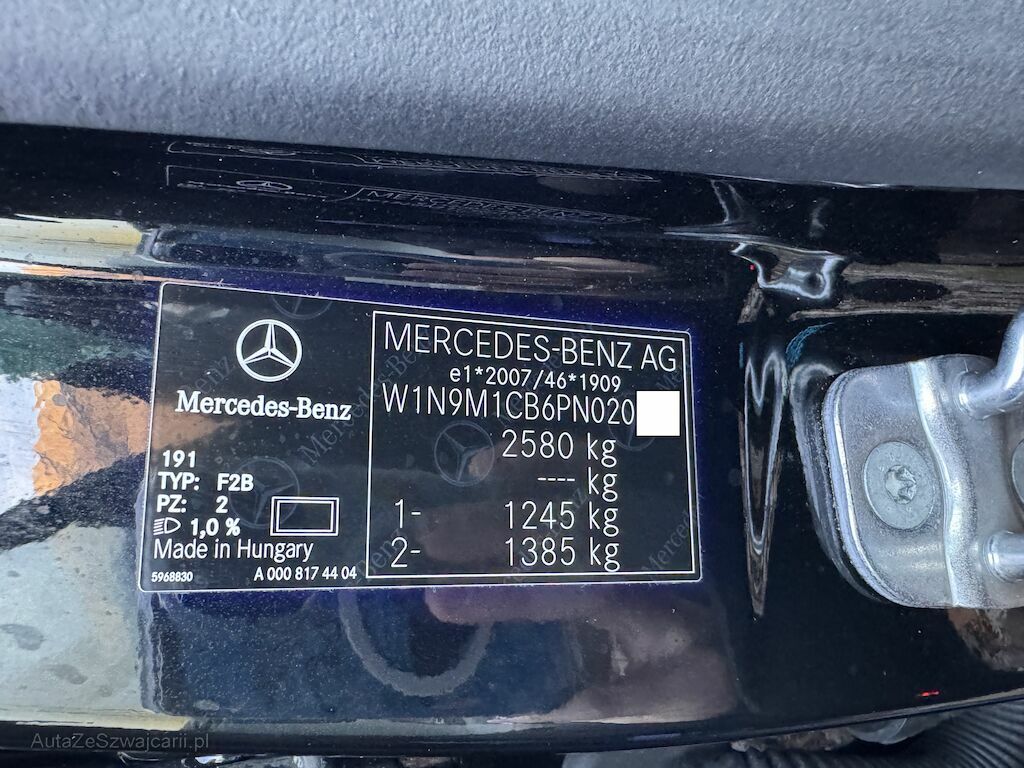 Mercedes-Benz
191
TYP: F2B
PZ: 2
1,0 %
Made in Hungary
5968830
A 000 817 44 04
MERCEDES-BENZ AG
e1*2007/46*1909
W1N9M1CB6PN020
2580 kg
---- kg
1- 1245 kg
2- 1385 kg
AutaZeSzwajcarii.pl